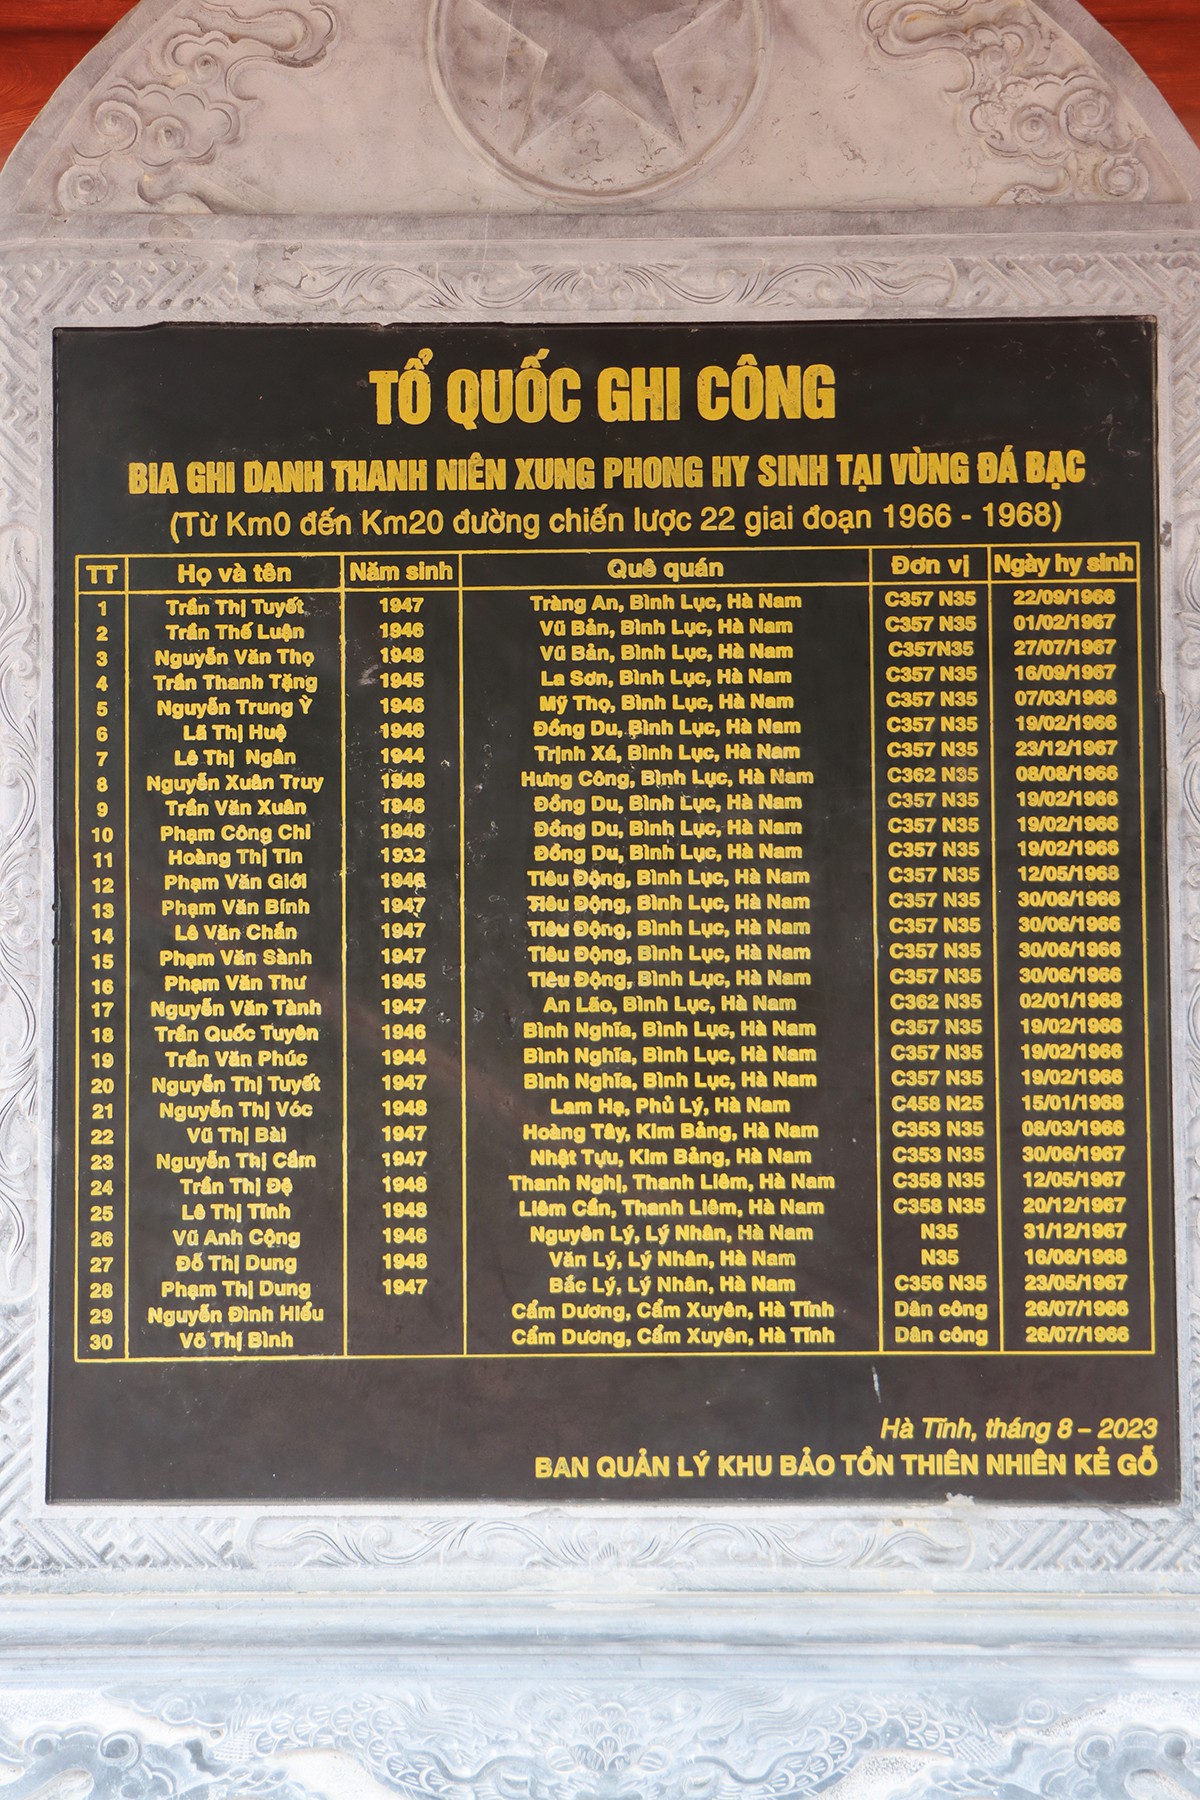 TỔ QUỐC GHI CÔNG
BIA GHI DANH THANH NIÊN XUNG PHONG HY SINH TẠI VÙNG ĐÁ BẠC
(Từ Km0 đến Km20 đường chiến lược 22 giai đoạn 1966 - 1968)
TT Họ và tên Năm sinh Quê quán Đơn vị Ngày hy sinh
1 Trần Thị Tuyết 1947 Tràng An, Bình Lục, Hà Nam C357 N35 22/09/1966
2 Trần Thế Luận 1946 Vũ Bản, Bình Lục, Hà Nam C357 N35 01/02/1967
3 Nguyễn Văn Thọ 1948 Vũ Bản, Bình Lục, Hà Nam C357N35 27/07/1967
4 Trần Thanh Tặng 1945 La Sơn, Bình Lục, Hà Nam C357 N35 16/09/1967
5 Nguyễn Trung Ỳ 1946 Mỹ Thọ, Bình Lục, Hà Nam C357 N35 07/03/1966
6 Lã Thị Huệ 1946 Đồng Du, Bình Lục, Hà Nam C357 N35 19/02/1966
7 Lê Thị Ngân 1944 Trịnh Xá, Bình Lục, Hà Nam C357 N35 23/12/1967
8 Nguyễn Xuân Truy 1948 Hưng Công, Bình Lục, Hà Nam C362 N35 08/08/1966
9 Trần Văn Xuân 1946 Đồng Du, Bình Lục, Hà Nam C357 N35 19/02/1966
10 Phạm Công Chi 1946 Đồng Du, Bình Lục, Hà Nam C357 N35 19/02/1966
11 Hoàng Thị Tin 1932 Đồng Du, Bình Lục, Hà Nam C357 N35 19/02/1966
12 Phạm Văn Giới 1946 Tiêu Động, Bình Lục, Hà Nam C357 N35 12/05/1968
13 Phạm Văn Bính 1947 Tiêu Động, Bình Lục, Hà Nam C357 N35 30/06/1966
14 Lê Văn Chắn 1947 Tiêu Động, Bình Lục, Hà Nam C357 N35 30/06/1966
15 Phạm Văn Sành 1947 Tiêu Động, Bình Lục, Hà Nam C357 N35 30/06/1966
16 Phạm Văn Thư 1945 Tiêu Động, Bình Lục, Hà Nam C357 N35 30/06/1966
17 Nguyễn Văn Tành 1947 An Lão, Bình Lục, Hà Nam C362 N35 02/01/1968
18 Trần Quốc Tuyên 1946 Bình Nghĩa, Bình Lục, Hà Nam C357 N35 19/02/1966
19 Trần Văn Phúc 1944 Bình Nghĩa, Bình Lục, Hà Nam C357 N35 19/02/1966
20 Nguyễn Thị Tuyết 1947 Bình Nghĩa, Bình Lục, Hà Nam C357 N35 19/02/1966
21 Nguyễn Thị Vóc 1948 Lam Hạ, Phủ Lý, Hà Nam C458 N25 15/01/1968
22 Vũ Thị Bài 1947 Hoàng Tây, Kim Bảng, Hà Nam C353 N35 08/03/1966
23 Nguyễn Thị Cầm 1947 Nhật Tựu, Kim Bảng, Hà Nam C353 N35 30/06/1967
24 Trần Thị Đệ 1948 Thanh Nghị, Thanh Liêm, Hà Nam C358 N35 12/05/1967
25 Lê Thị Tĩnh 1948 Liêm Cần, Thanh Liêm, Hà Nam C358 N35 20/12/1967
26 Vũ Anh Cộng 1946 Nguyên Lý, Lý Nhân, Hà Nam N35 31/12/1967
27 Đỗ Thị Dung 1948 Văn Lý, Lý Nhân, Hà Nam N35 16/06/1968
28 Phạm Thị Dung 1947 Bắc Lý, Lý Nhân, Hà Nam C356 N35 23/05/1967
29 Nguyễn Đình Hiểu Cẩm Dương, Cẩm Xuyên, Hà Tĩnh Dân công 26/07/1966
30 Võ Thị Bình Cẩm Dương, Cẩm Xuyên, Hà Tĩnh Dân công 26/07/1966
Hà Tĩnh, tháng 8 – 2023
BAN QUẢN LÝ KHU BẢO TỒN THIÊN NHIÊN KẺ GỖ